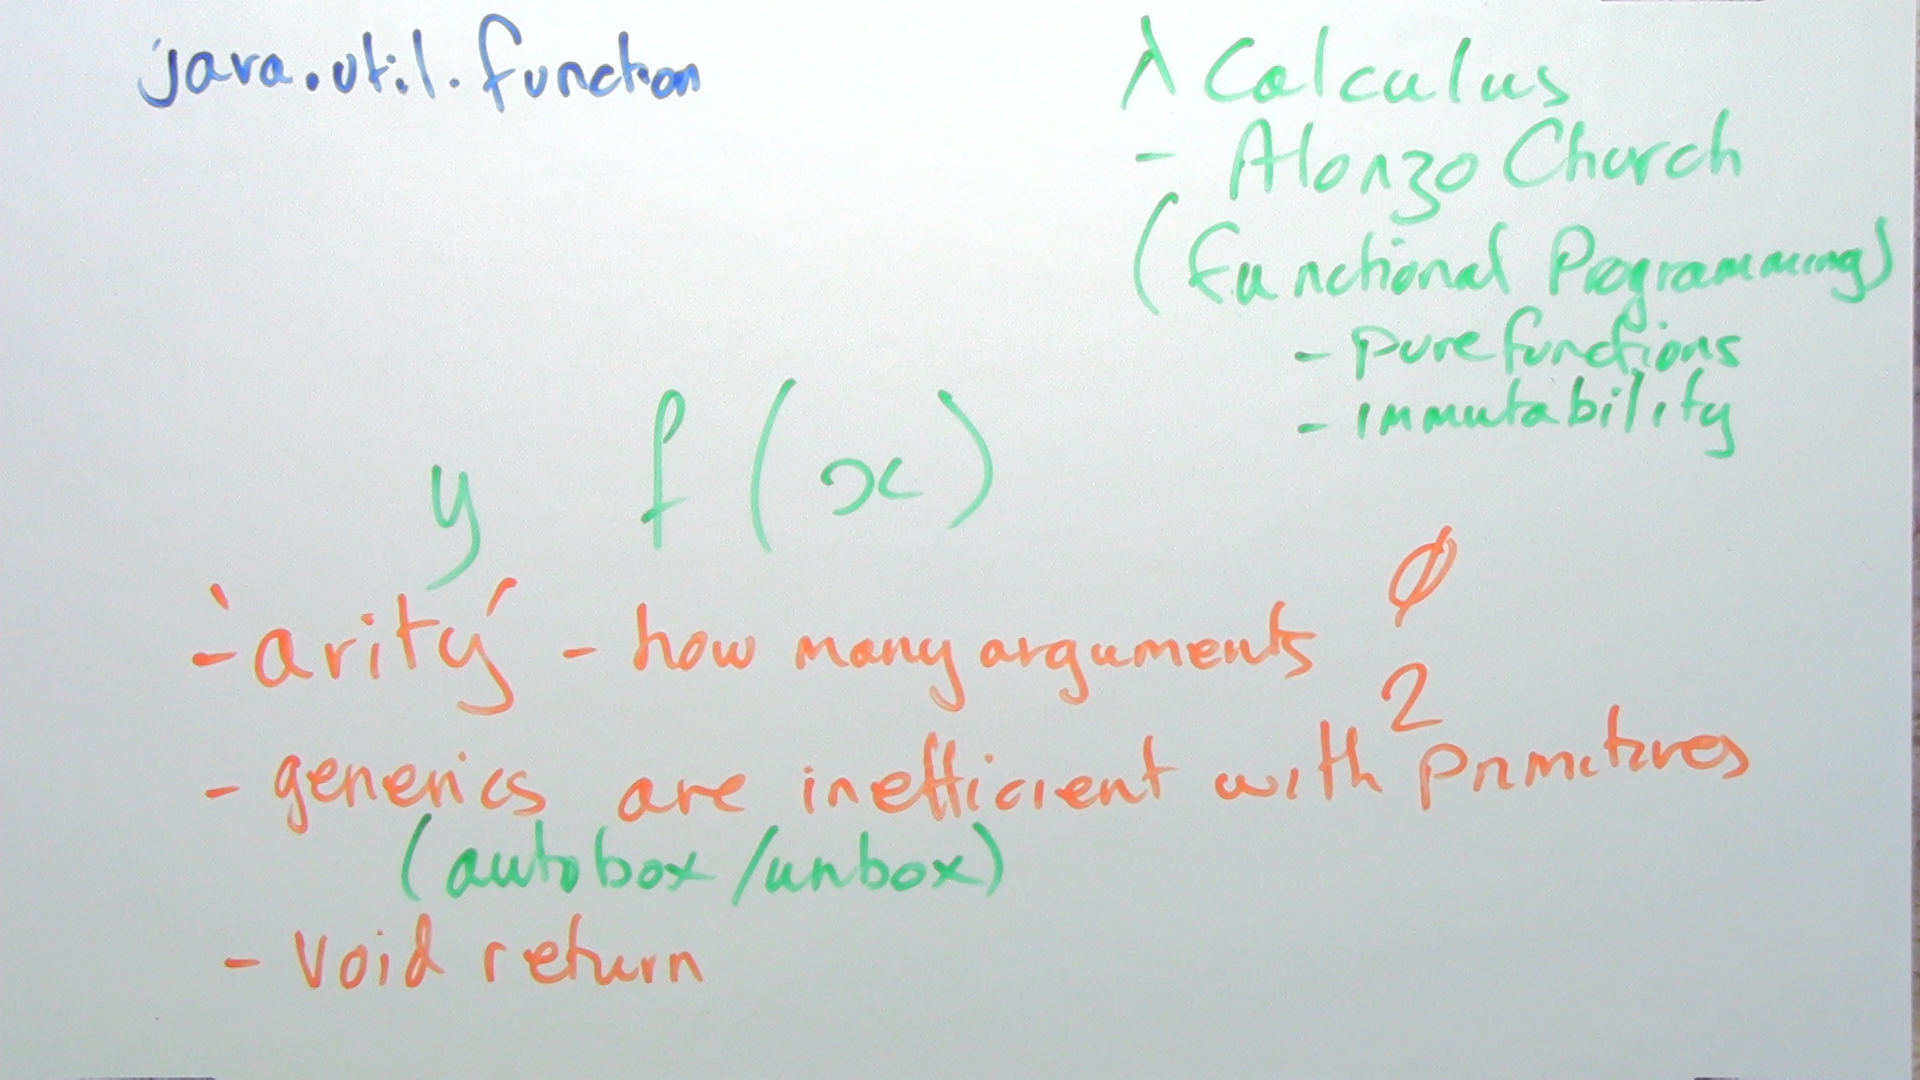 java.util.function
λ Calculus
- Alonzo Church
(Functional Programming)
- pure functions
- immutability
y f(x)
- 'arity' - how many arguments Ø
2
- generics are inefficient with primitives
(autobox/unbox)
- void return